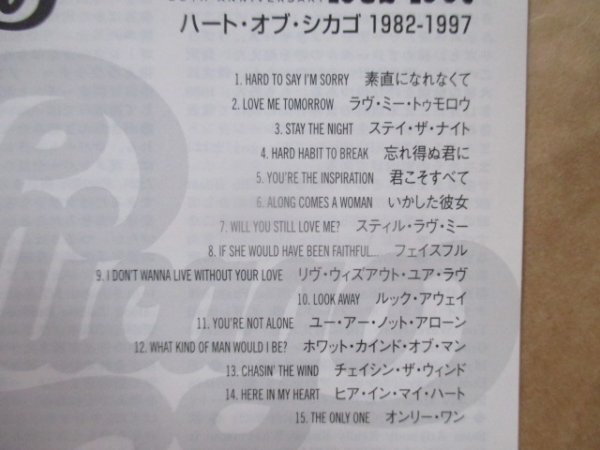 ハート・オブ・シカゴ 1982-1997
1. HARD TO SAY I'M SORRY 素直になれなくて
2. LOVE ME TOMORROW ラヴ・ミー・トゥモロウ
3. STAY THE NIGHT ステイ・ザ・ナイト
4. HARD HABIT TO BREAK 忘れ得ぬ君に
5. YOU'RE THE INSPIRATION 君こそすべて
6. ALONG COMES A WOMAN いかした彼女
7. WILL YOU STILL LOVE ME? スティル・ラヴ・ミー
8. IF SHE WOULD HAVE BEEN FAITHFUL... フェイスフル
9. I DON'T WANNA LIVE WITHOUT YOUR LOVE リヴ・ウィズアウト・ユア・ラヴ
10. LOOK AWAY ルック・アウェイ
11. YOU'RE NOT ALONE ユー・アー・ノット・アローン
12. WHAT KIND OF MAN WOULD I BE? ホワット・カインド・オブ・マン
13. CHASIN' THE WIND チェイシン・ザ・ウィンド
14. HERE IN MY HEART ヒア・イン・マイ・ハート
15. THE ONLY ONE オンリー・ワン